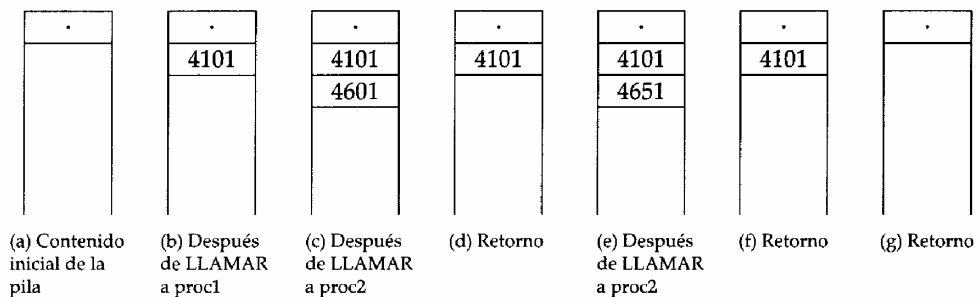 4101
4101
4601
4101
4101
4651
4101
(a) Contenido
inicial de la
pila
(b) Después
de LLAMAR
a proc1
(c) Después
de LLAMAR
a proc2
(d) Retorno
(e) Después
de LLAMAR
a proc2
(f) Retorno
(g) Retorno